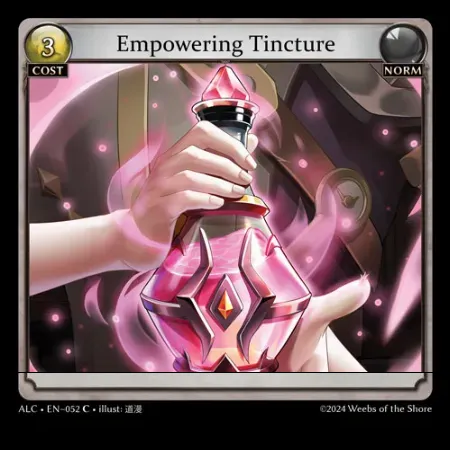 3
Empowering Tincture
COST
NORM
ALC • EN-052 C • illust: 道漫
©2024 Weebs of the Shore